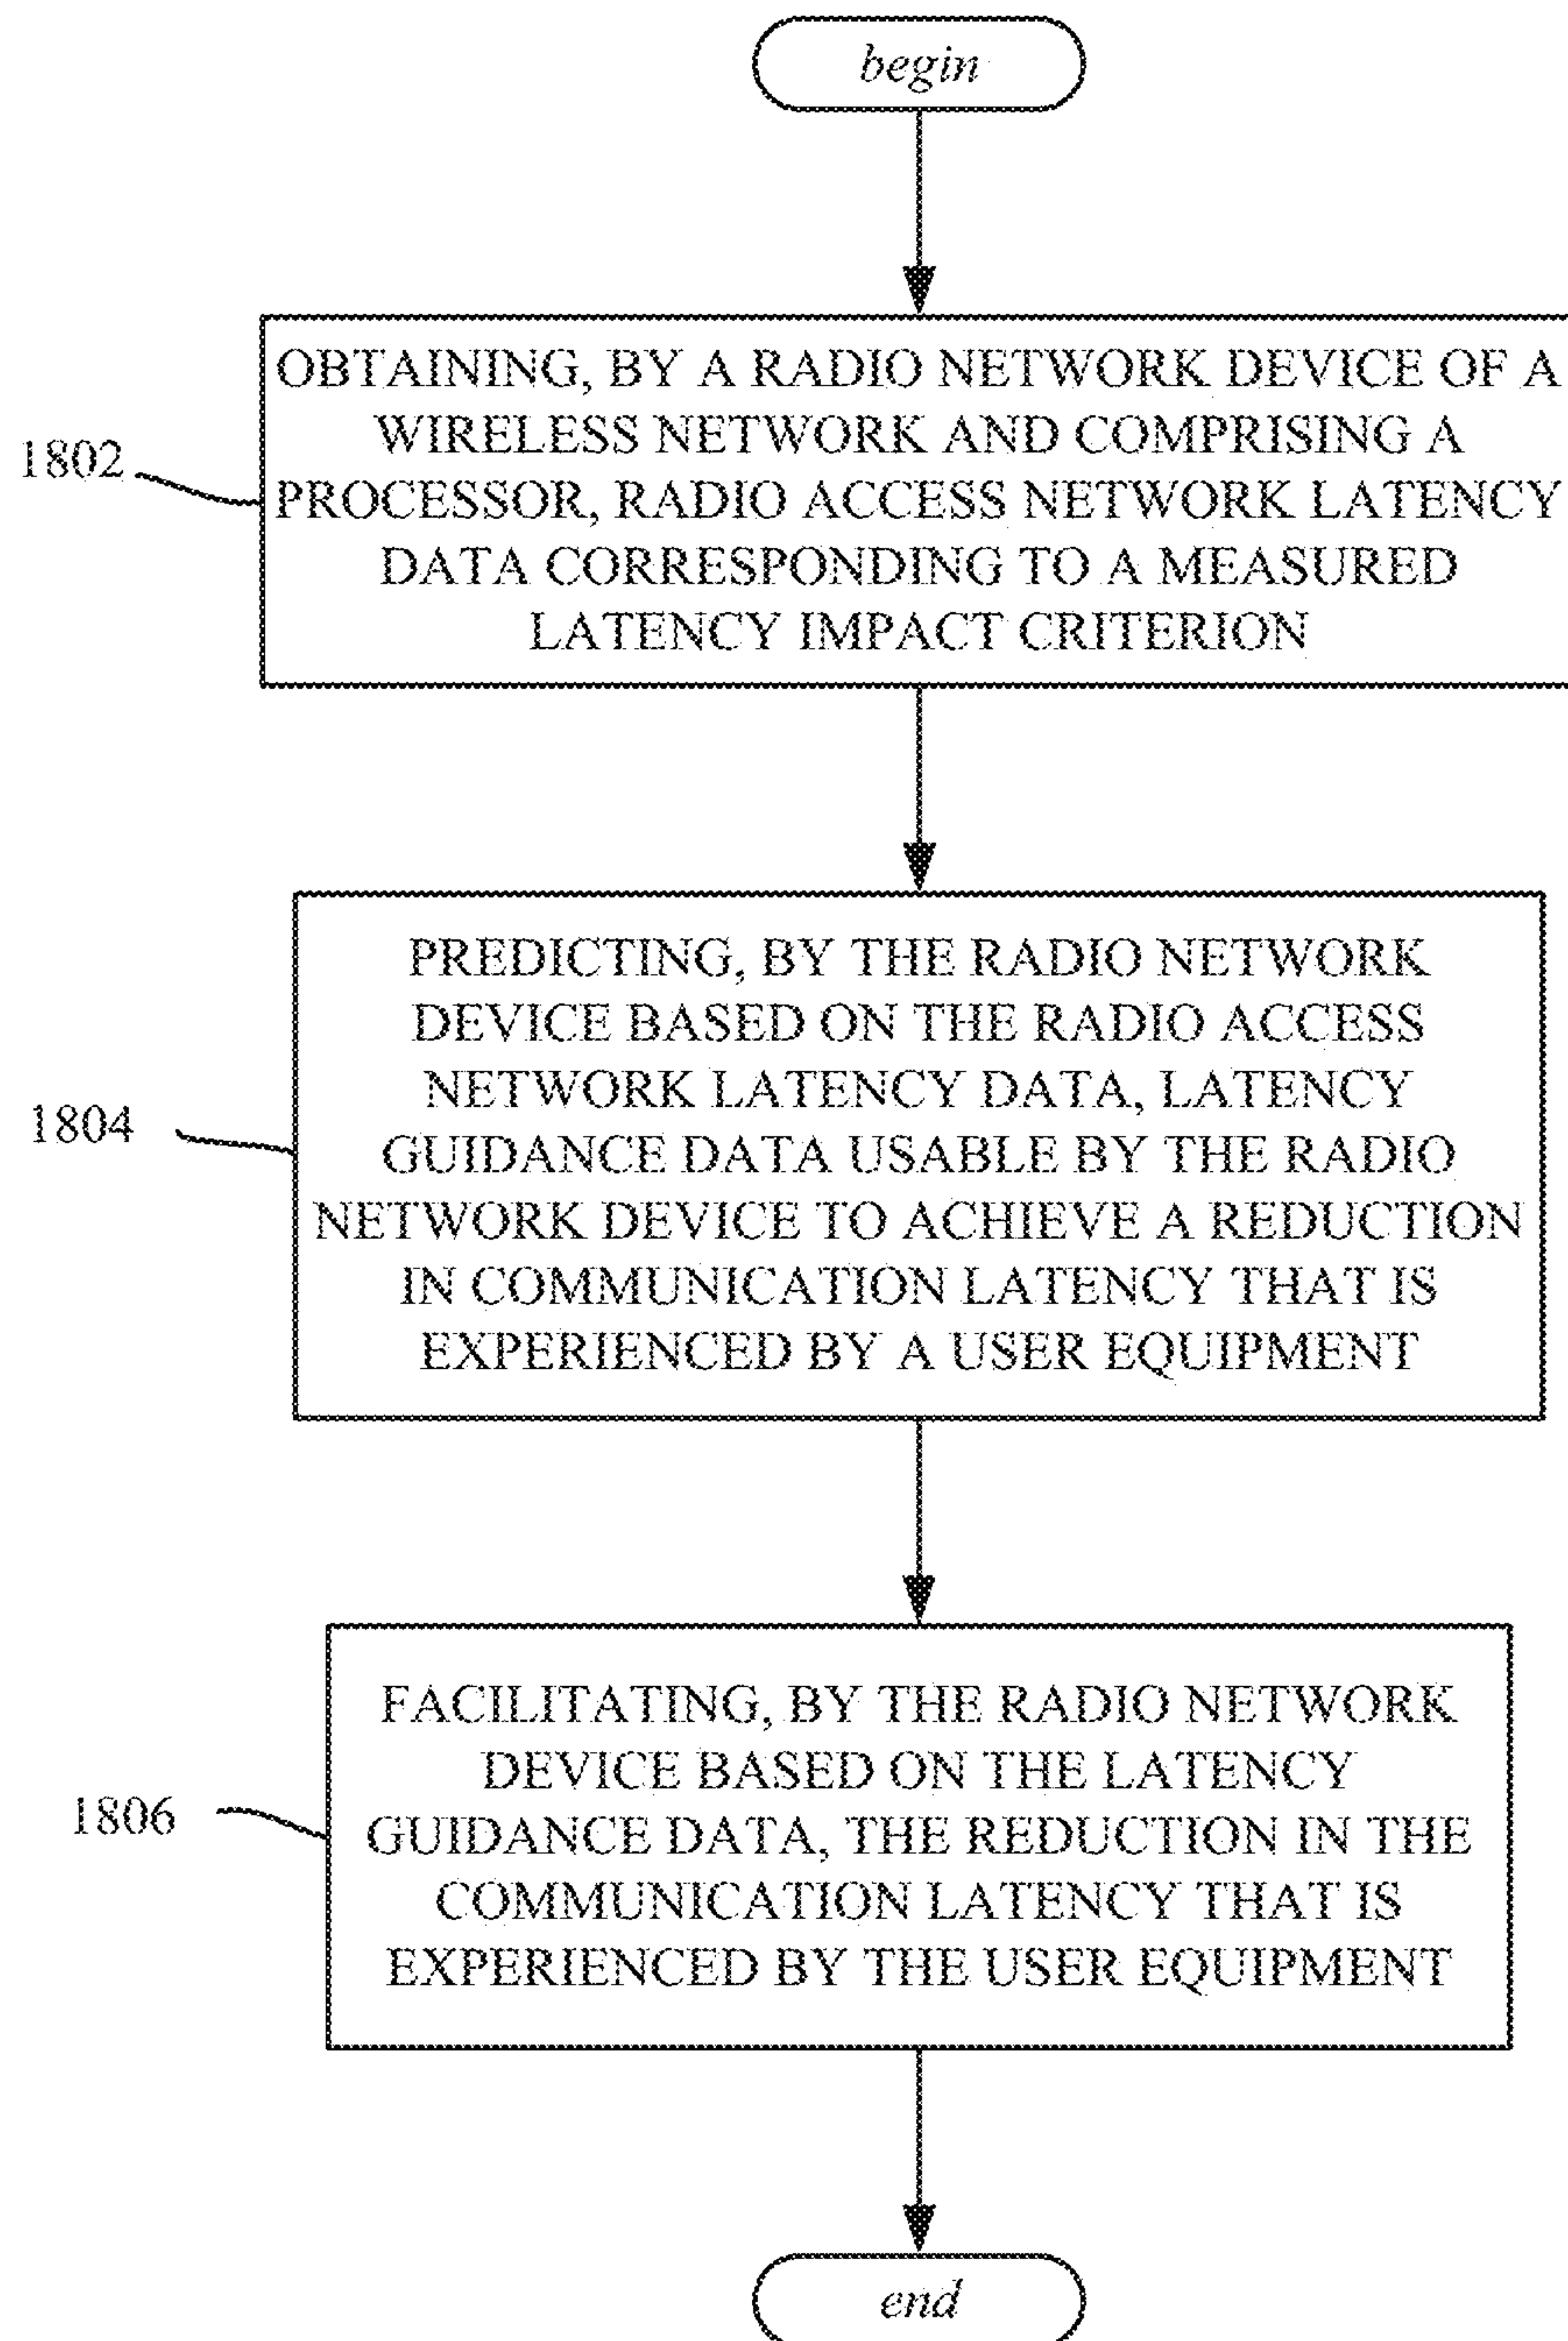 begin
OBTAINING, BY A RADIO NETWORK DEVICE OF A
WIRELESS NETWORK AND COMPRISING A
1802
PROCESSOR, RADIO ACCESS NETWORK LATENCY
DATA CORRESPONDING TO A MEASURED
LATENCY IMPACT CRITERION
PREDICTING, BY THE RADIO NETWORK
DEVICE BASED ON THE RADIO ACCESS
NETWORK LATENCY DATA, LATENCY
1804
GUIDANCE DATA USABLE BY THE RADIO
NETWORK DEVICE TO ACHIEVE A REDUCTION
IN COMMUNICATION LATENCY THAT IS
EXPERIENCED BY A USER EQUIPMENT
FACILITATING, BY THE RADIO NETWORK
DEVICE BASED ON THE LATENCY
1806
GUIDANCE DATA, THE REDUCTION IN THE
COMMUNICATION LATENCY THAT IS
EXPERIENCED BY THE USER EQUIPMENT
end